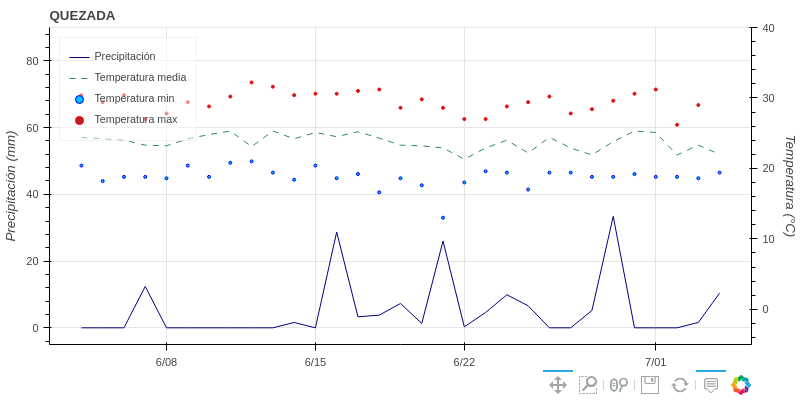 QUEZADA
Precipitación
Temperatura media
Temperatura min
Temperatura max
Precipitación (mm)
80
60
40
20
0
Temperatura (°C)
40
30
20
10
0
6/08
6/15
6/22
7/01